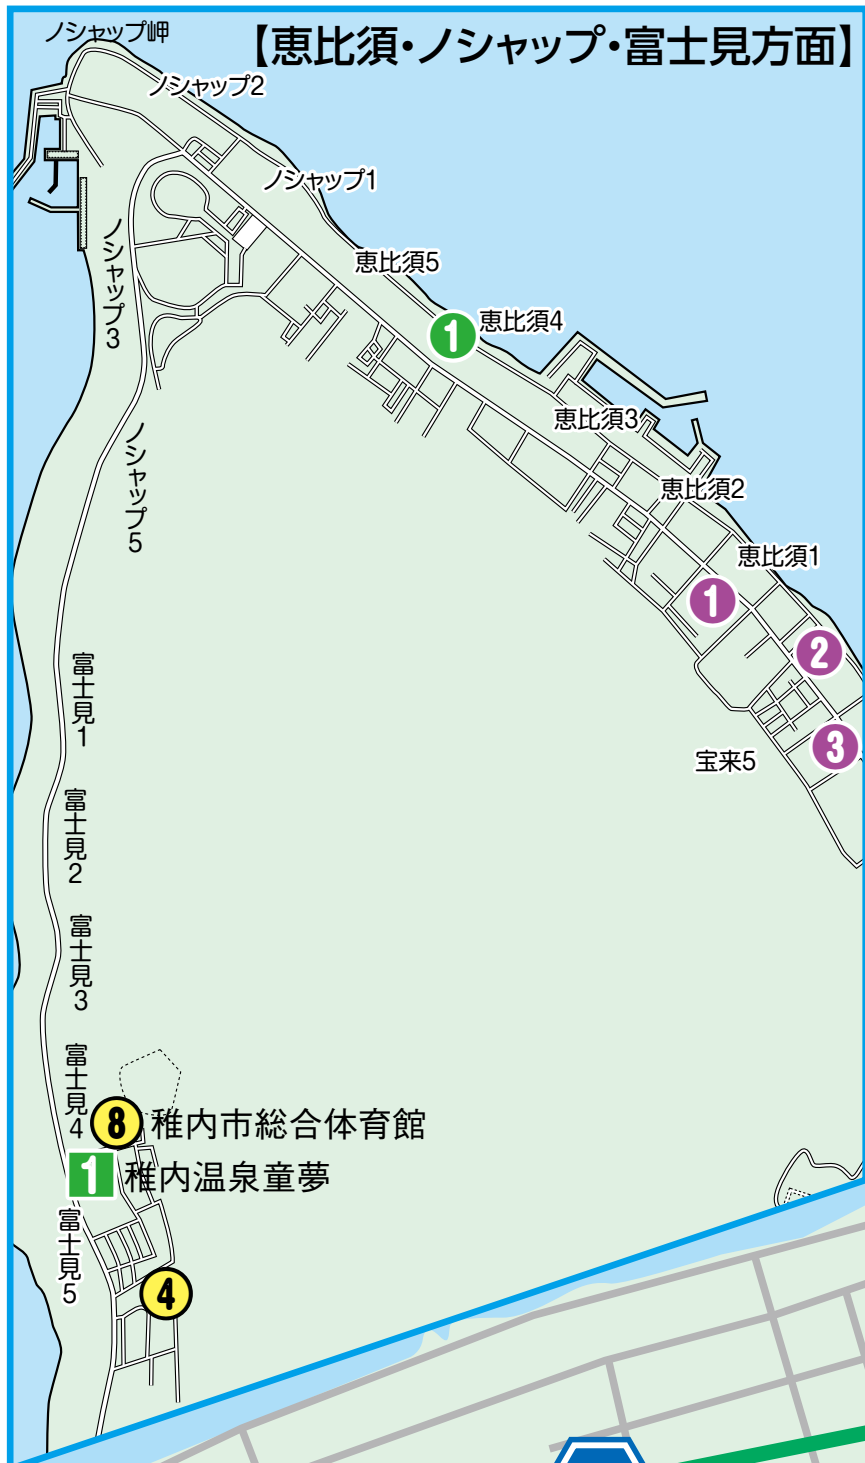 【恵比須・ノシャップ・富士見方面】
ノシャップ岬
ノシャップ2
ノシャップ1
恵比須5
ノシャップ3
1
恵比須4
恵比須3
ノシャップ5
恵比須2
恵比須1
1
2
3
宝来5
富士見1
富士見2
富士見3
富士見4
8 稚内市総合体育館
1 稚内温泉童夢
富士見5
4